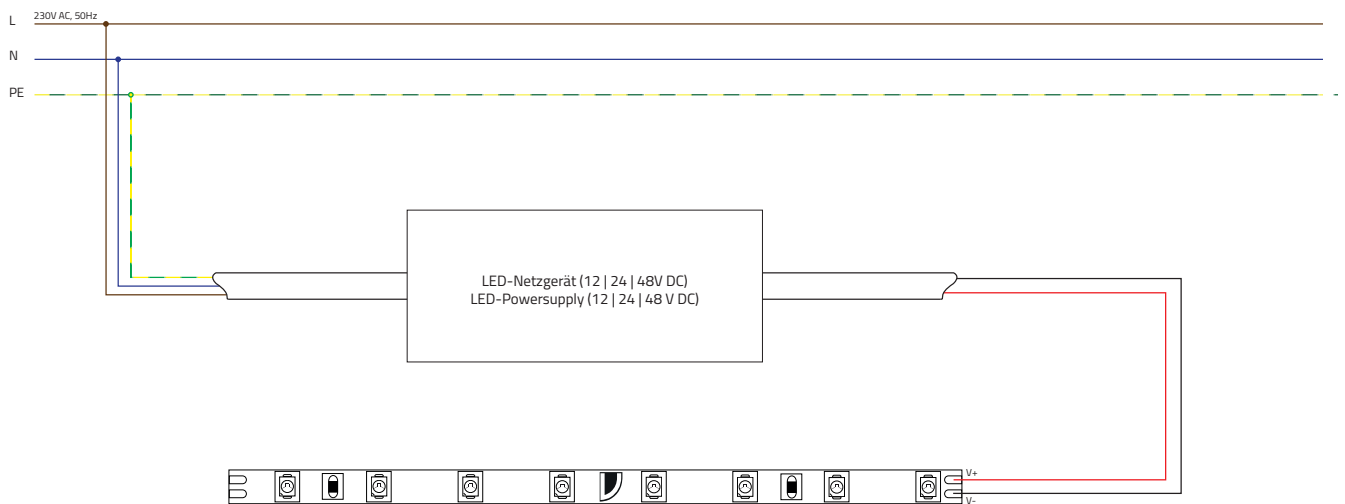 L 230V AC, 50Hz
N
PE
LED-Netzgerät (12 | 24 | 48V DC)
LED-Powersupply (12 | 24 | 48 V DC)
V+
V-